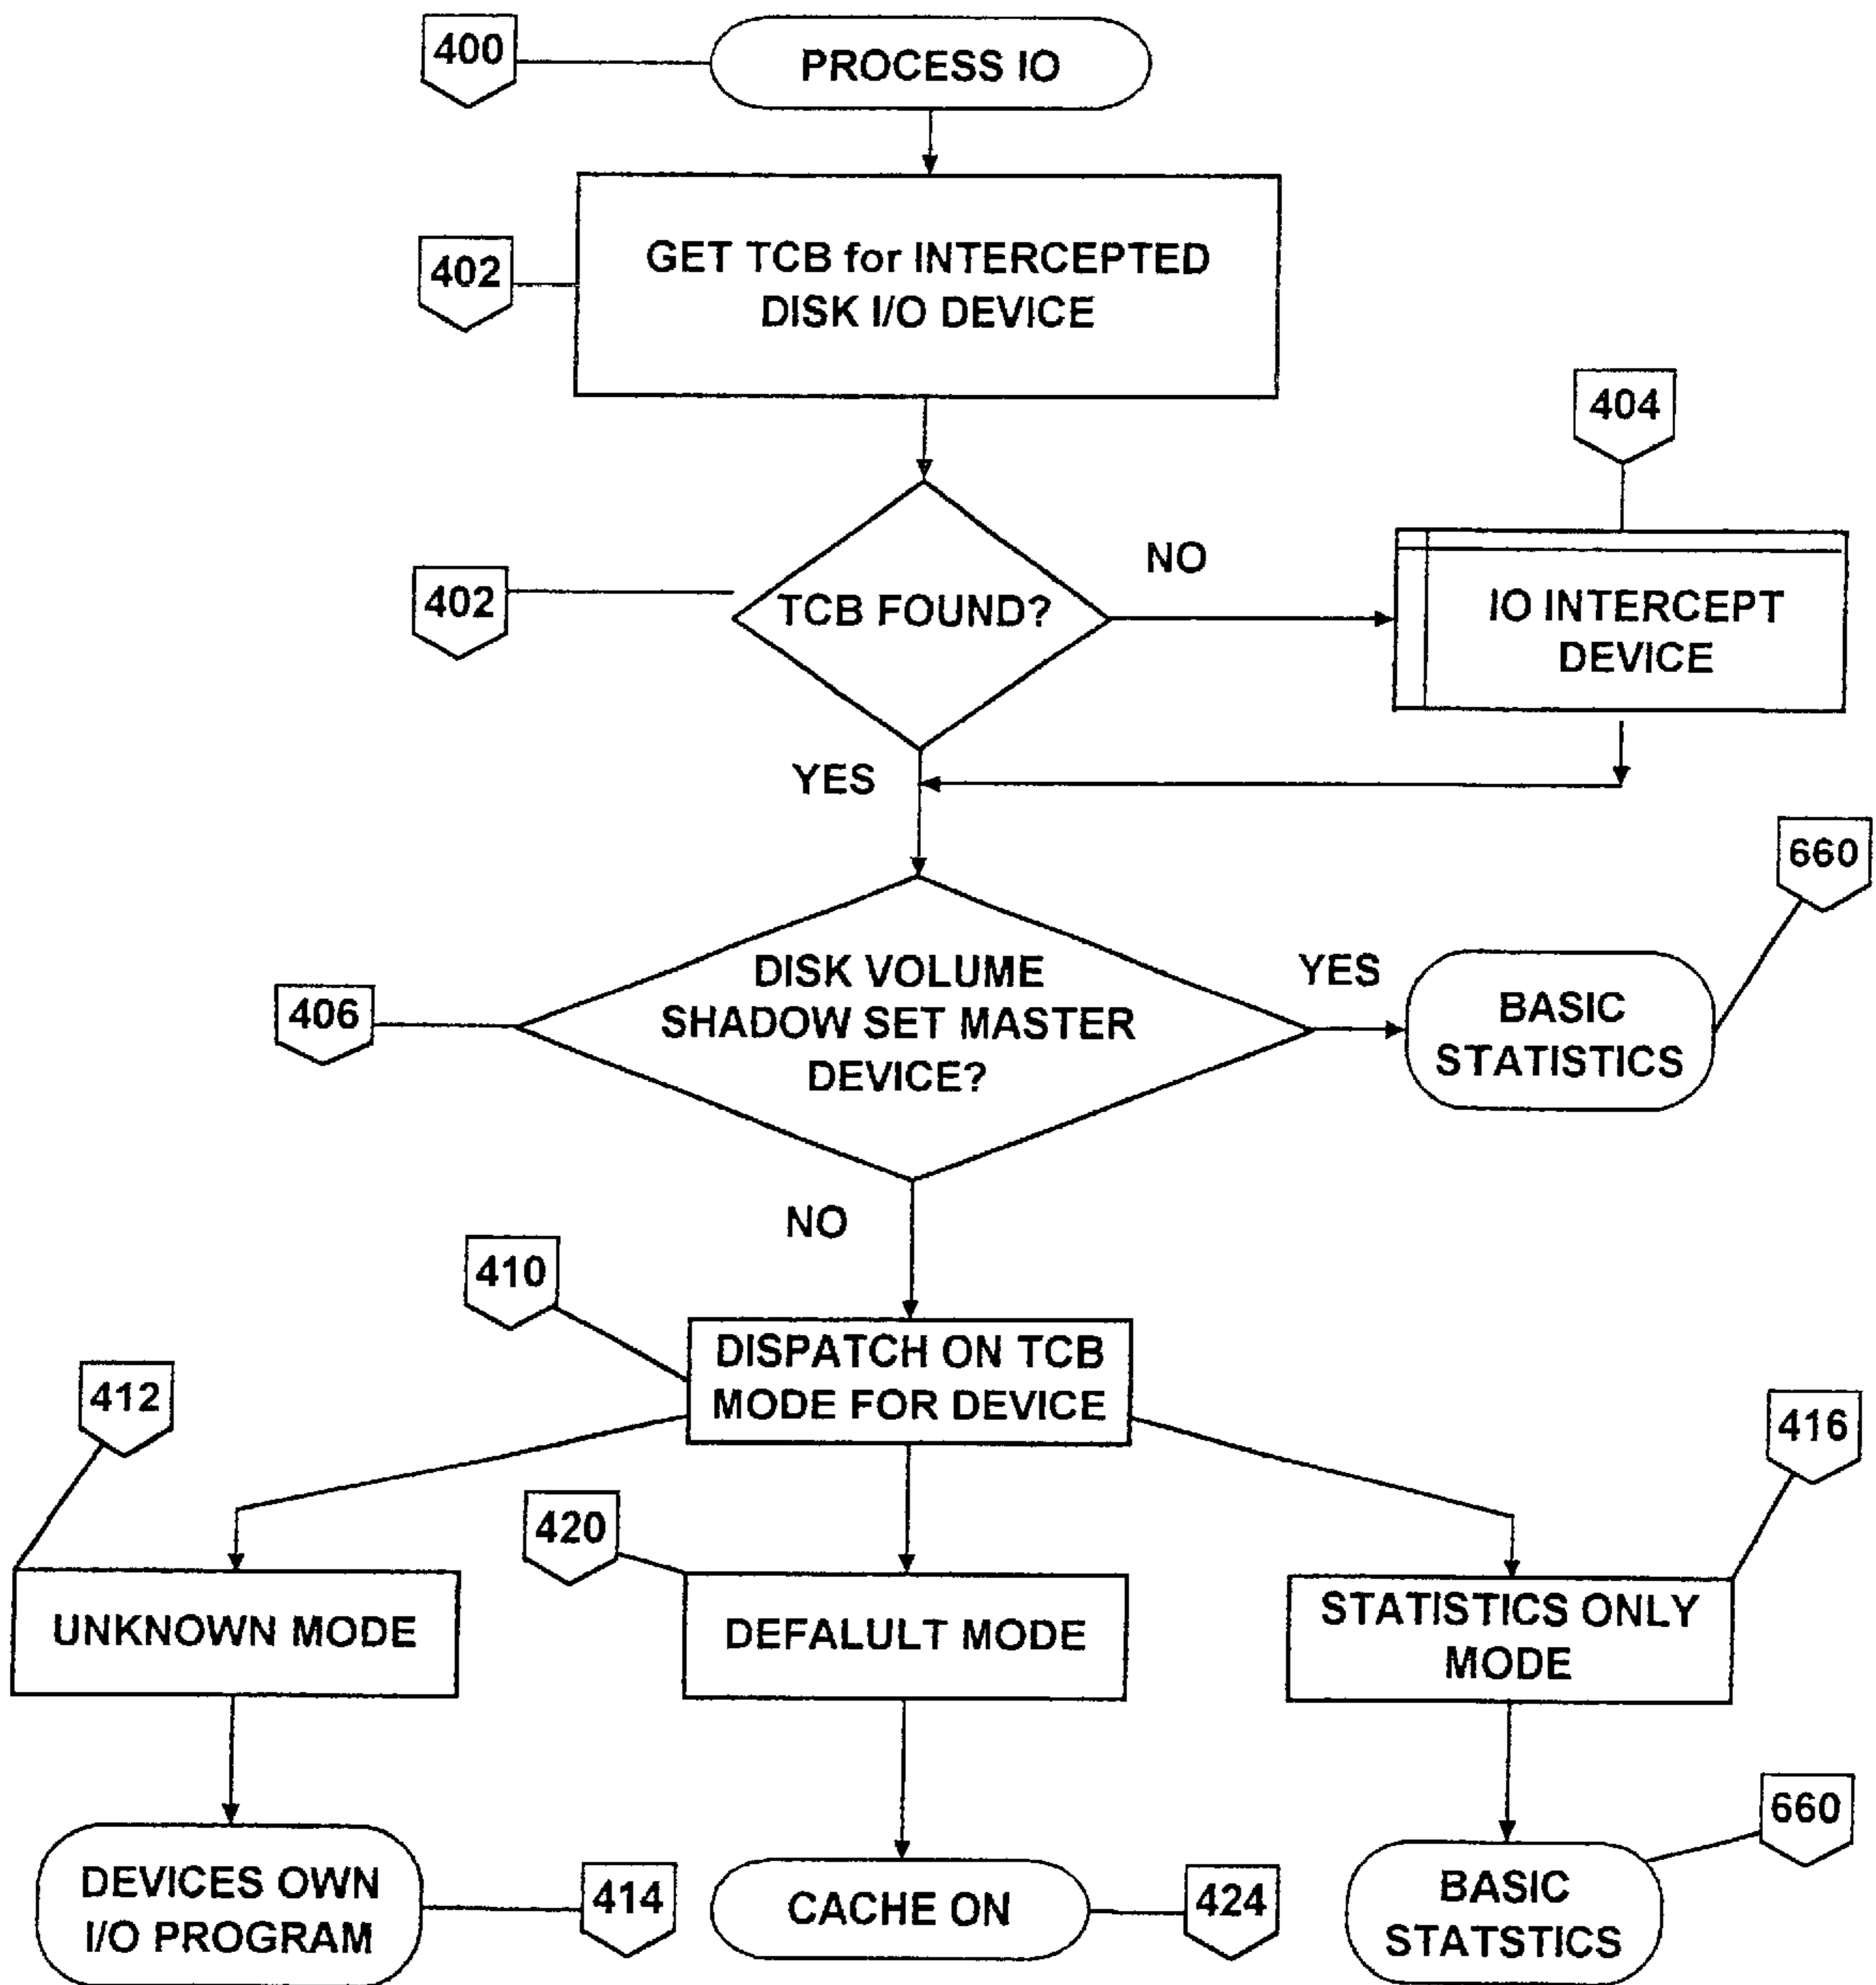 400
PROCESS IO
402
GET TCB for INTERCEPTED
DISK I/O DEVICE
404
402
TCB FOUND?
NO
IO INTERCEPT
DEVICE
YES
660
406
DISK VOLUME
SHADOW SET MASTER
DEVICE?
YES
BASIC
STATISTICS
NO
410
DISPATCH ON TCB
MODE FOR DEVICE
412
416
420
UNKNOWN MODE
DEFALULT MODE
STATISTICS ONLY
MODE
660
DEVICES OWN
I/O PROGRAM
414
CACHE ON
424
BASIC
STATSTICS